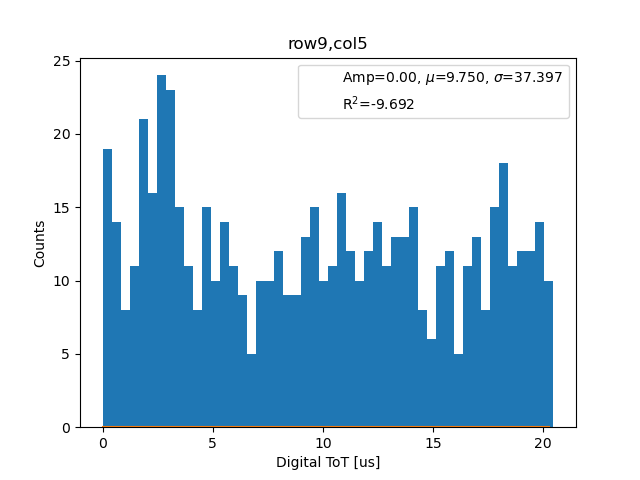 row9,col5
Amp=0.00, μ=9.750, σ=37.397
R²=-9.692
25
20
15
10
5
0
Counts
0 5 10 15 20
Digital ToT [us]